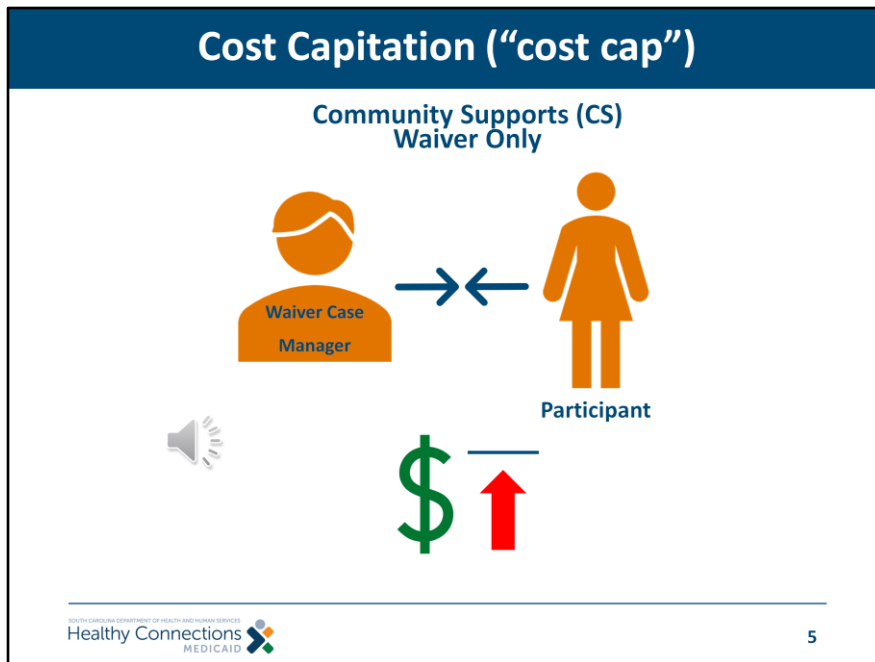 Cost Capitation (“cost cap”)
Community Supports (CS)
Waiver Only
Waiver Case
Manager
Participant
$
SOUTH CAROLINA DEPARTMENT OF HEALTH AND HUMAN SERVICES
Healthy Connections
MEDICAID
5